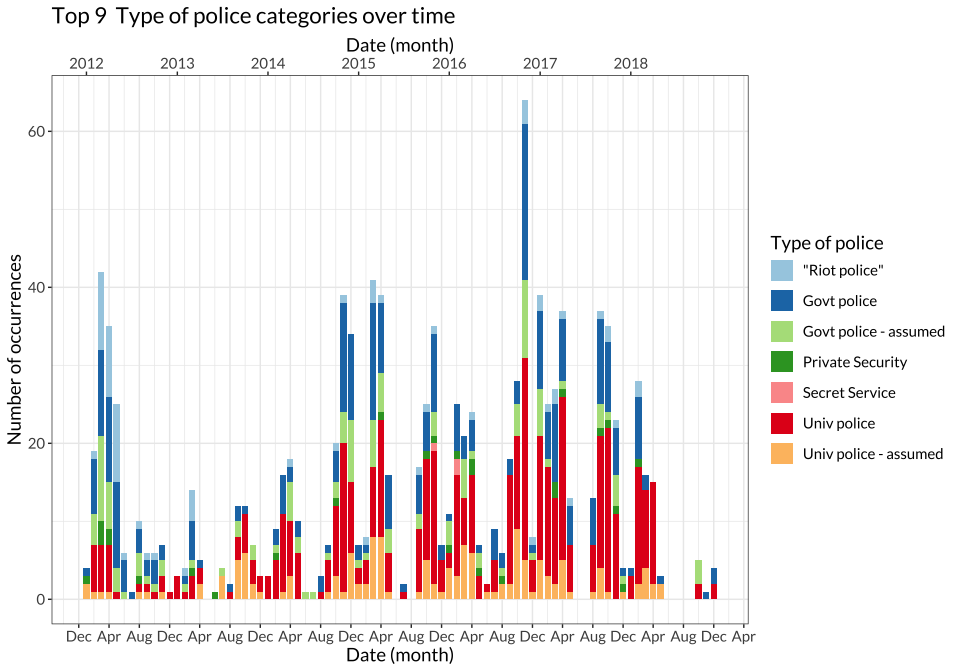 Top 9  Type of police categories over time
Date (month)
2012 2013 2014 2015 2016 2017 2018
Number of occurrences
60
40
20
0
Dec Apr Aug Dec Apr Aug Dec Apr Aug Dec Apr Aug Dec Apr Aug Dec Apr Aug Dec Apr Aug Dec Apr
Date (month)
Type of police
"Riot police"
Govt police
Govt police - assumed
Private Security
Secret Service
Univ police
Univ police - assumed